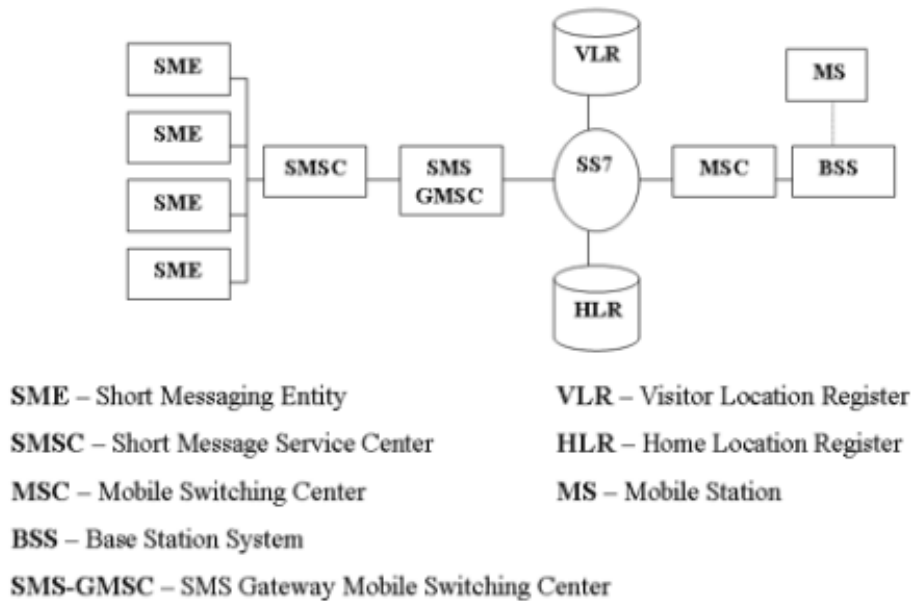 VLR
SME
MS
SME
SMSC
SMS
GMSC
SS7
MSC
BSS
SME
SME
HLR
SME – Short Messaging Entity
VLR – Visitor Location Register
SMSC – Short Message Service Center
HLR – Home Location Register
MSC – Mobile Switching Center
MS – Mobile Station
BSS – Base Station System
SMS-GMSC – SMS Gateway Mobile Switching Center